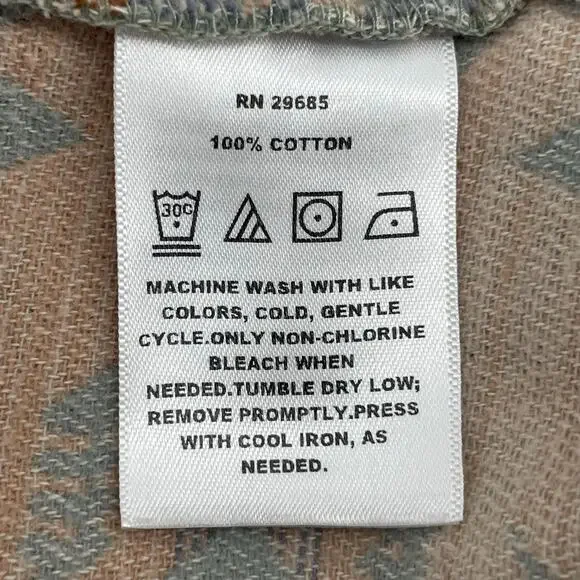 RN 29685
100% COTTON
30C
MACHINE WASH WITH LIKE
COLORS, COLD, GENTLE
CYCLE.ONLY NON-CHLORINE
BLEACH WHEN
NEEDED.TUMBLE DRY LOW;
REMOVE PROMPTLY.PRESS
WITH COOL IRON, AS
NEEDED.